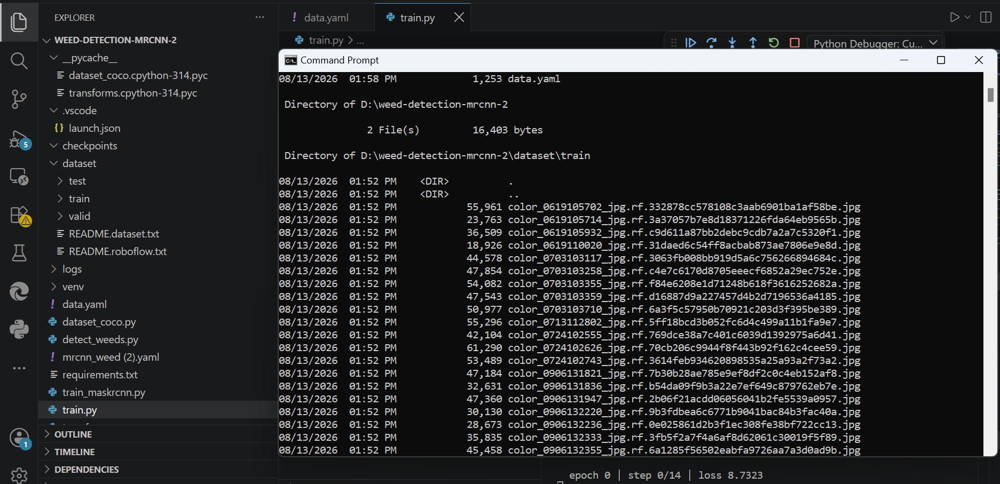 EXPLORER
WEED-DETECTION-MRCNN-2
__pycache__
dataset_coco.cpython-314.pyc
transforms.cpython-314.pyc
.vscode
launch.json
checkpoints
dataset
test
train
valid
README.dataset.txt
README.roboflow.txt
logs
venv
data.yaml
dataset_coco.py
detect_weeds.py
mrcnn_weed (2).yaml
requirements.txt
train_maskrcnn.py
train.py
OUTLINE
TIMELINE
DEPENDENCIES
5
1
data.yaml
train.py
train.py > ...
Python Debugger: Cu...
Command Prompt
08/13/2026  01:58 PM             1,253 data.yaml
Directory of D:\weed-detection-mrcnn-2
2 File(s)         16,403 bytes
Directory of D:\weed-detection-mrcnn-2\dataset\train
08/13/2026  01:52 PM    <DIR>          .
08/13/2026  01:52 PM    <DIR>          ..
08/13/2026  01:52 PM            55,961 color_0619105702_jpg.rf.332878cc578108c3aab6901ba1af58be.jpg
08/13/2026  01:52 PM            23,763 color_0619105714_jpg.rf.3a37057b7e8d18371226fda64eb9565b.jpg
08/13/2026  01:52 PM            36,509 color_0619105932_jpg.rf.c9d611a87bb2debc9cdb7a2a7c5320f1.jpg
08/13/2026  01:52 PM            18,926 color_0619110020_jpg.rf.31daed6c54ff8acbab873ae7806e9e8d.jpg
08/13/2026  01:52 PM            44,578 color_0703103117_jpg.rf.3063fb008bb919d5a6c756266894684c.jpg
08/13/2026  01:52 PM            47,854 color_0703103258_jpg.rf.c4e7c6170d8705eeecf6852a29ec752e.jpg
08/13/2026  01:52 PM            54,082 color_0703103355_jpg.rf.f84e6208e1d71248b618f3616252682a.jpg
08/13/2026  01:52 PM            47,543 color_0703103359_jpg.rf.d16887d9a227457d4b2d7196536a4185.jpg
08/13/2026  01:52 PM            50,977 color_0703103710_jpg.rf.6a3f5c57950b70921c203d3f395be389.jpg
08/13/2026  01:52 PM            55,296 color_0713112802_jpg.rf.5ff18bcd3b052fc6d4c499a11b1fa9e7.jpg
08/13/2026  01:52 PM            42,104 color_0724102555_jpg.rf.769dce38a7c401c6039d1392975a6d41.jpg
08/13/2026  01:52 PM            61,290 color_0724102626_jpg.rf.70cb206c9944f8f443b92f162c4cee59.jpg
08/13/2026  01:52 PM            53,489 color_0724102743_jpg.rf.3614feb934620898535a25a93a2f73a2.jpg
08/13/2026  01:52 PM            47,184 color_0906131821_jpg.rf.7b30b28ae785e9ef8df2c0c4eb152af8.jpg
08/13/2026  01:52 PM            32,631 color_0906131836_jpg.rf.b54da09f9b3a22e7ef649c879762eb7e.jpg
08/13/2026  01:52 PM            47,360 color_0906131947_jpg.rf.2b06f21acdd06056041b2fe5539a0957.jpg
08/13/2026  01:52 PM            30,130 color_0906132220_jpg.rf.9b3fdbea6c6771b9041bac84b3fac40a.jpg
08/13/2026  01:52 PM            28,673 color_0906132236_jpg.rf.0e025861d2b3f1ec308fe38bf722cc13.jpg
08/13/2026  01:52 PM            35,835 color_0906132333_jpg.rf.3fb5f2a7f4a6af8d62061c30019f5f89.jpg
08/13/2026  01:52 PM            45,458 color_0906132355_jpg.rf.6a1285f56502eabfa9726aa7a3d0ad9b.jpg
epoch 0 | step 0/14 | loss 8.7323